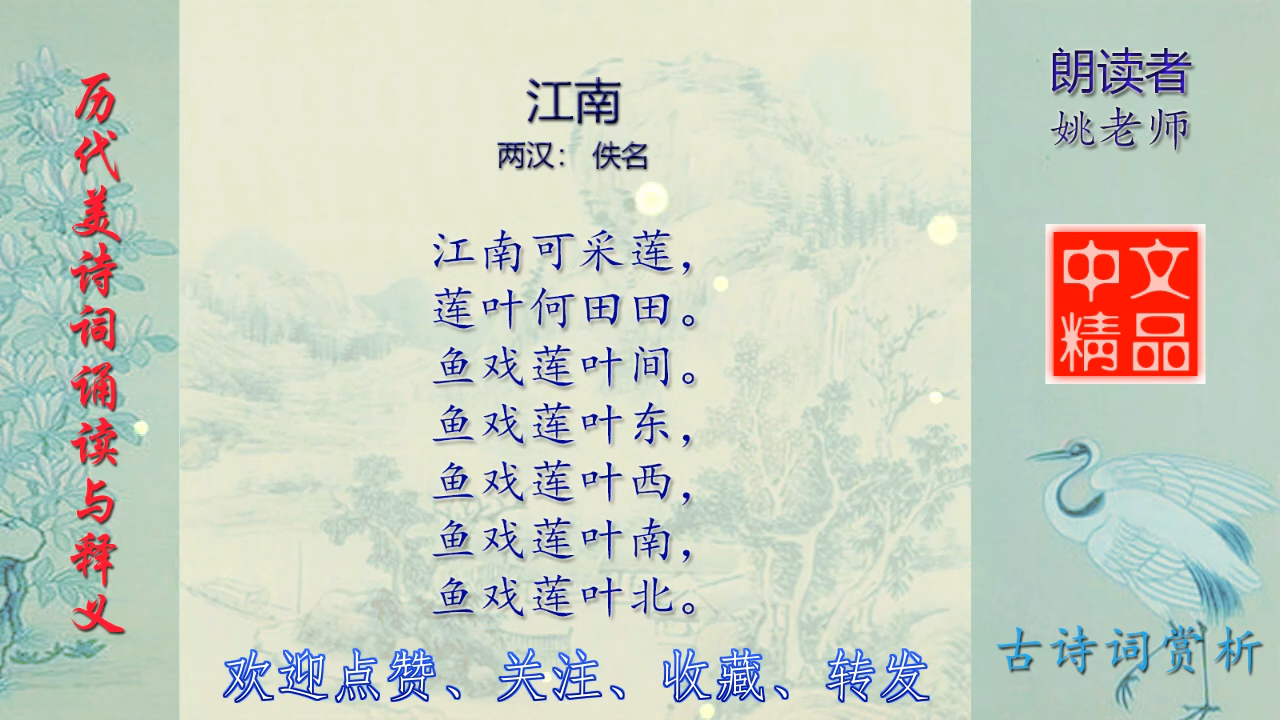 历代美诗词诵读与释义
江南
两汉： 佚名
江南可采莲，
莲叶何田田。
鱼戏莲叶间。
鱼戏莲叶东，
鱼戏莲叶西，
鱼戏莲叶南，
鱼戏莲叶北。
欢迎点赞、关注、收藏、转发
朗读者
姚老师
中文
精品
古诗词赏析